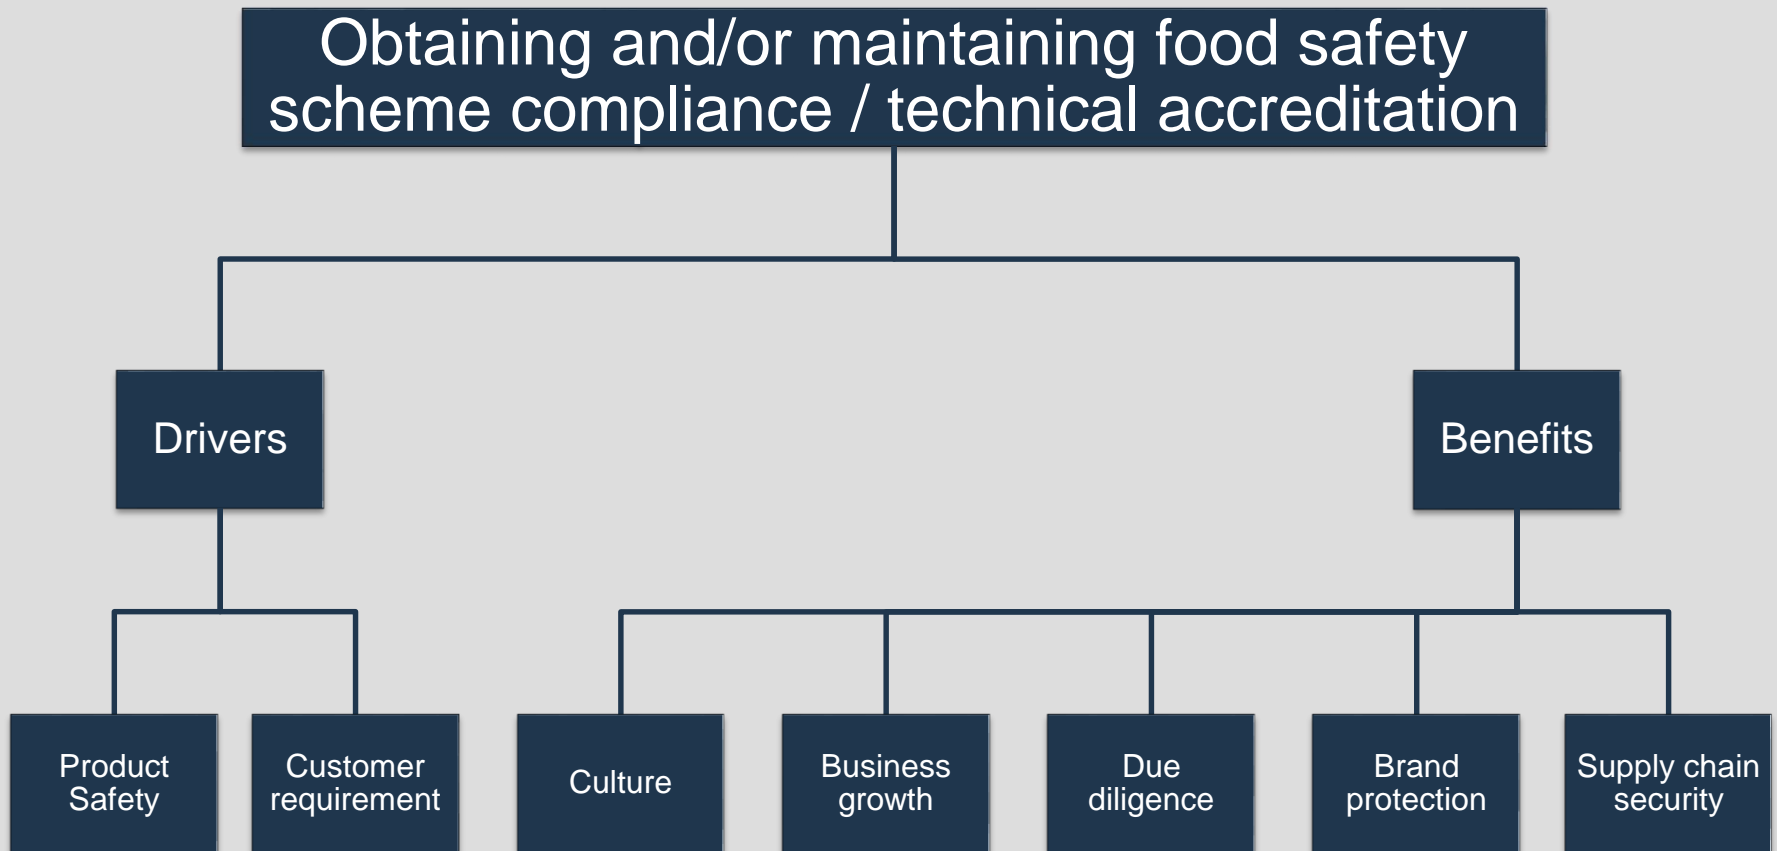 Obtaining and/or maintaining food safety
scheme compliance / technical accreditation
Drivers
Benefits
Product
Safety
Customer
requirement
Culture
Business
growth
Due
diligence
Brand
protection
Supply chain
security